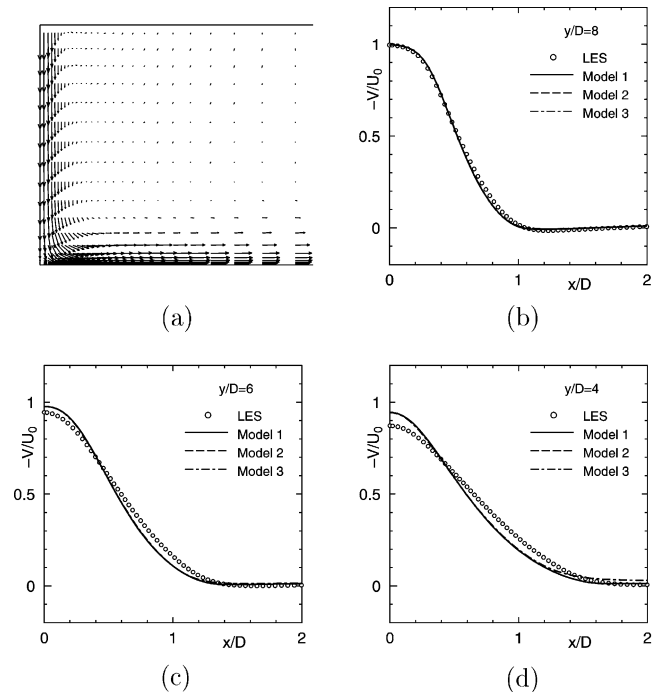 y/D=8
LES
Model 1
Model 2
Model 3
−V/U0
1
0.5
0
0 1 2
x/D
(a)
(b)
y/D=6
LES
Model 1
Model 2
Model 3
−V/U0
1
0.5
0
0 1 2
x/D
(c)
y/D=4
LES
Model 1
Model 2
Model 3
−V/U0
1
0.5
0
0 1 2
x/D
(d)